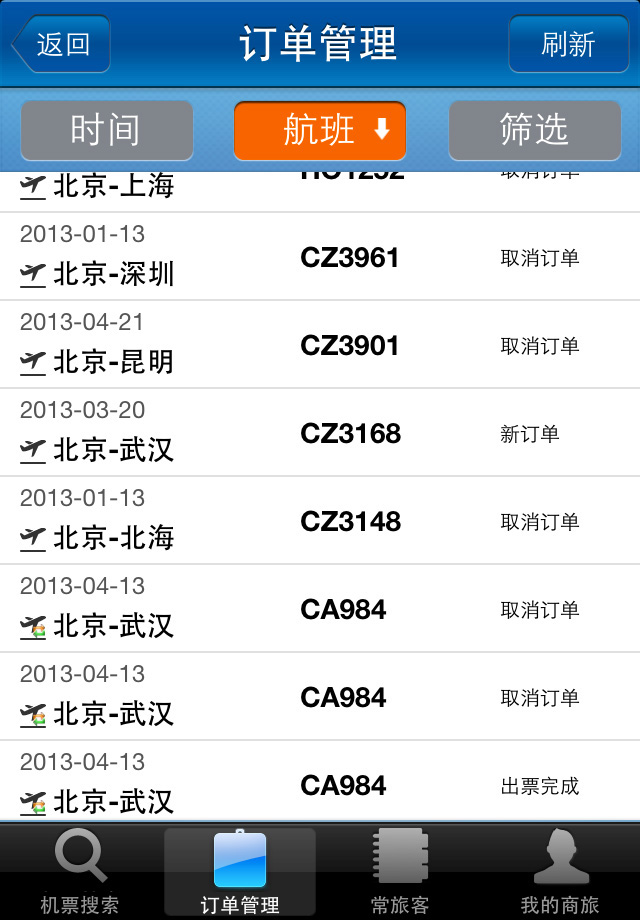 返回
订单管理
刷新
时间
航班
筛选
北京-上海
取消订单
2013-01-13
北京-深圳
CZ3961
取消订单
2013-04-21
北京-昆明
CZ3901
取消订单
2013-03-20
北京-武汉
CZ3168
新订单
2013-01-13
北京-北海
CZ3148
取消订单
2013-04-13
北京-武汉
CA984
取消订单
2013-04-13
北京-武汉
CA984
取消订单
2013-04-13
北京-武汉
CA984
出票完成
机票搜索
订单管理
常旅客
我的商旅